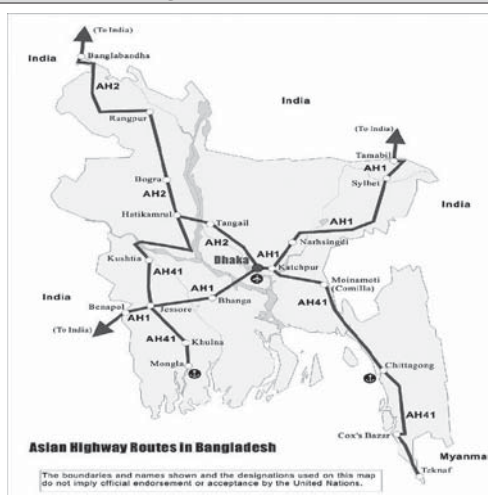 (To India)
India
Banglabandha
AH2
Rangpur
India
(To India)
Tamabil
AH1
Sylhet
India
Bogra
AH2
Hatikamrul
Tangail
AH2
AH1
Narhsingdi
AH1
Dhaka
Katchpur
Kushtia
AH41
Moinamoti
(Comilla)
AH41
India
AH1
Bhanga
Benapol
AH1
Jessore
(To India)
AH41
Khulna
Mongla
Chittagong
AH41
Cox's Bazar
Myanmar
Teknaf
Asian Highway Routes in Bangladesh
The boundaries and names shown and the designations used on this map
do not imply official endorsement or acceptance by the United Nations.